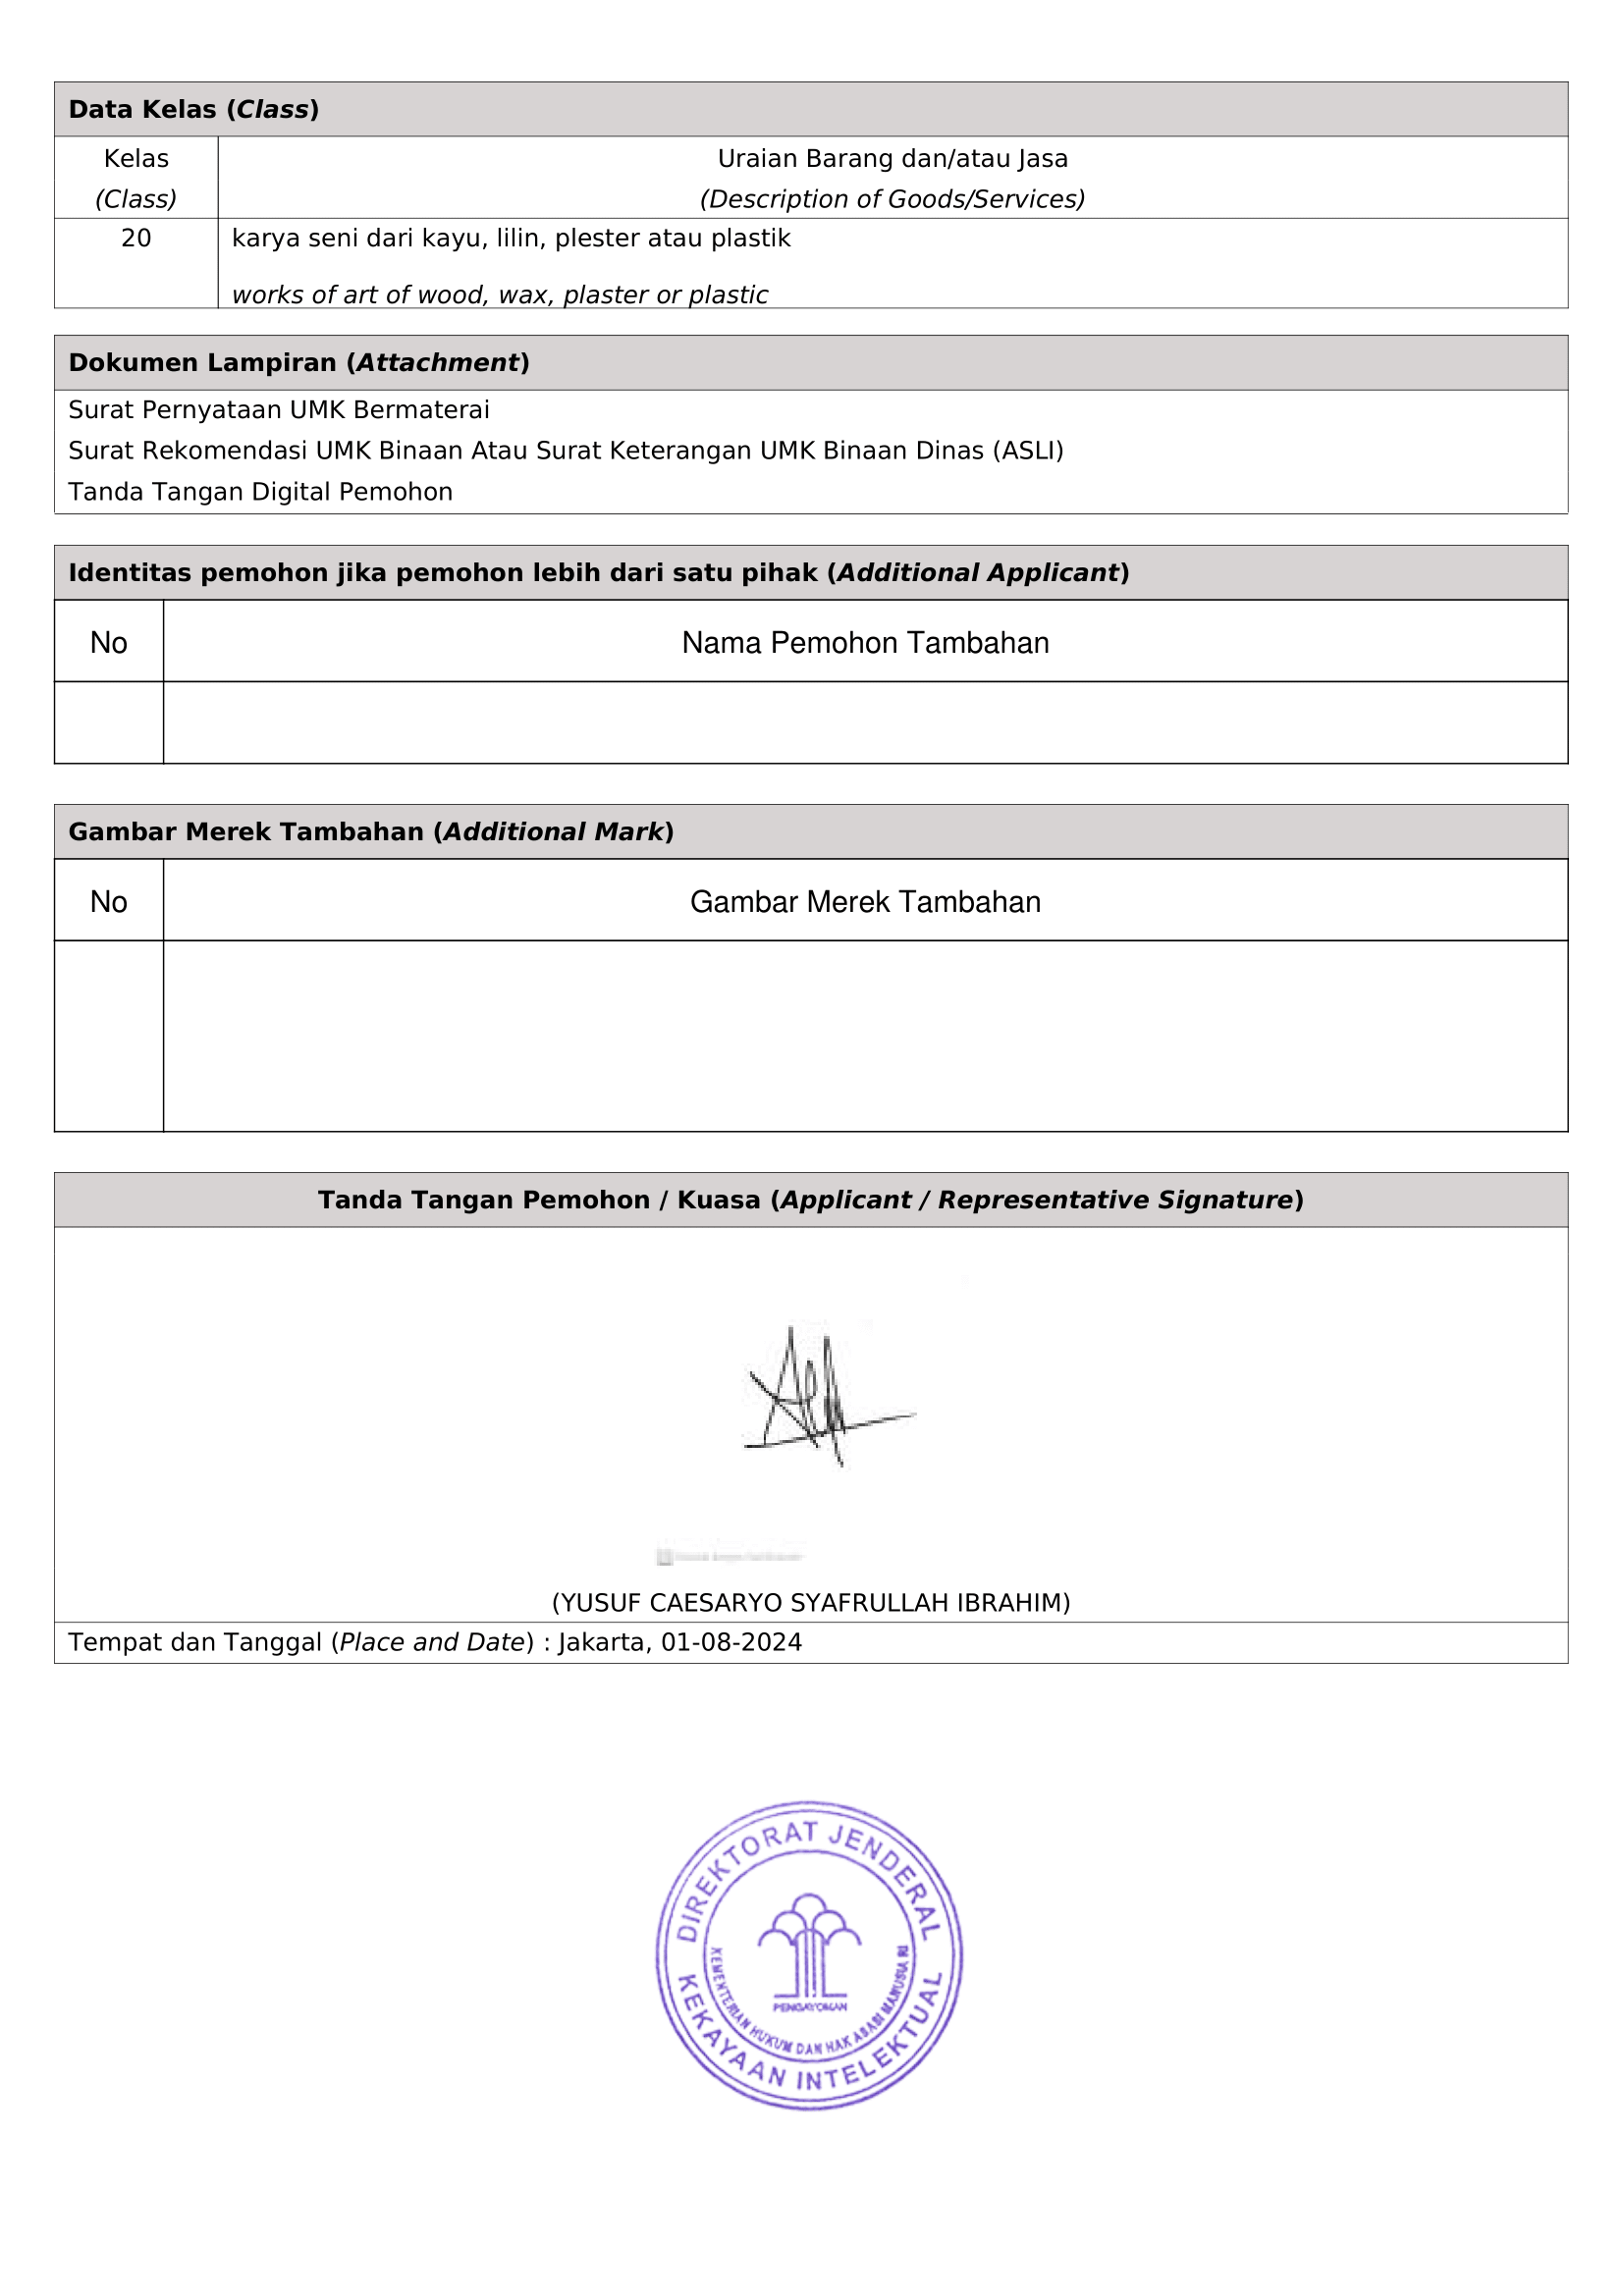 Data Kelas (Class)
Kelas
(Class)
Uraian Barang dan/atau Jasa
(Description of Goods/Services)
20
karya seni dari kayu, lilin, plester atau plastik
works of art of wood, wax, plaster or plastic
Dokumen Lampiran (Attachment)
Surat Pernyataan UMK Bermaterai
Surat Rekomendasi UMK Binaan Atau Surat Keterangan UMK Binaan Dinas (ASLI)
Tanda Tangan Digital Pemohon
Identitas pemohon jika pemohon lebih dari satu pihak (Additional Applicant)
No
Nama Pemohon Tambahan
Gambar Merek Tambahan (Additional Mark)
No
Gambar Merek Tambahan
Tanda Tangan Pemohon / Kuasa (Applicant / Representative Signature)
(YUSUF CAESARYO SYAFRULLAH IBRAHIM)
Tempat dan Tanggal (Place and Date) : Jakarta, 01-08-2024
DIREKTORAT JENDERAL
KEKAYAAN INTELEKTUAL
KEMENTERIAN HUKUM DAN HAK ASASI MANUSIA RI
PENGAYOMAN